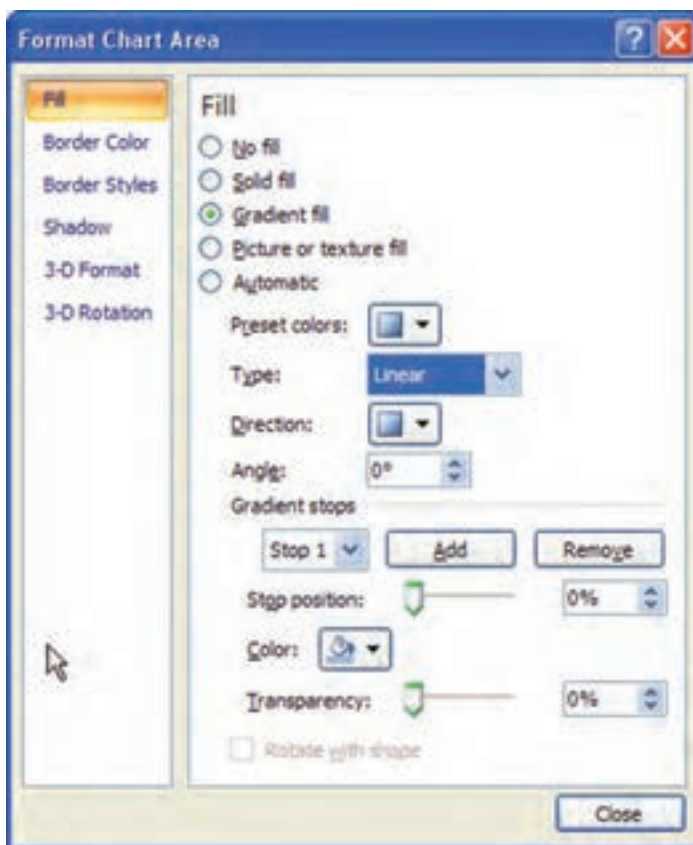 Format Chart Area
Fill
Border Color
Border Styles
Shadow
3-D Format
3-D Rotation
Fill
No fill
Solid fill
Gradient fill
Picture or texture fill
Automatic
Preset colors:
Type: Linear
Direction:
Angle: 0°
Gradient stops
Stop 1 Add Remove
Stop position: 0%
Color:
Transparency: 0%
Rotate with shape
Close